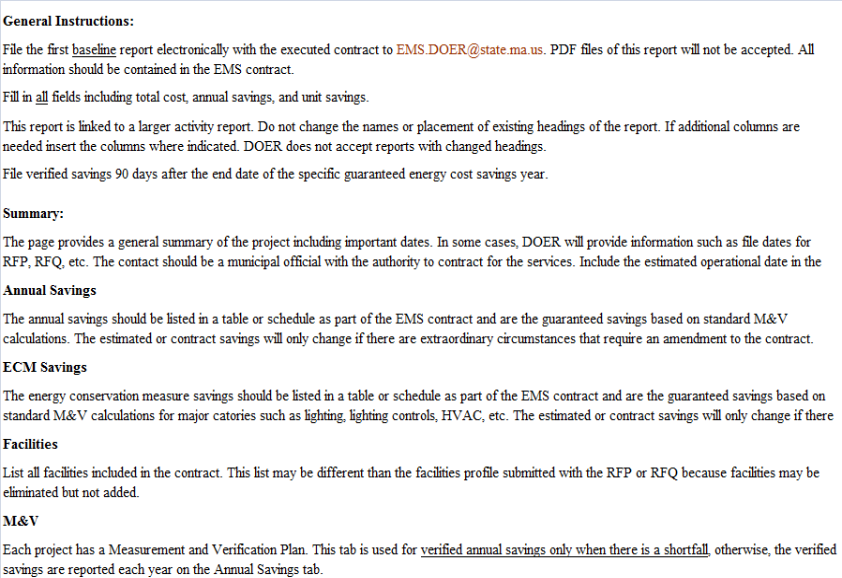 General Instructions:
File the first baseline report electronically with the executed contract to EMS.DOER@state.ma.us. PDF files of this report will not be accepted. All
information should be contained in the EMS contract.
Fill in all fields including total cost, annual savings, and unit savings.
This report is linked to a larger activity report. Do not change the names or placement of existing headings of the report. If additional columns are
needed insert the columns where indicated. DOER does not accept reports with changed headings.
File verified savings 90 days after the end date of the specific guaranteed energy cost savings year.
Summary:
The page provides a general summary of the project including important dates. In some cases, DOER will provide information such as file dates for
RFP, RFQ, etc. The contact should be a municipal official with the authority to contract for the services. Include the estimated operational date in the
Annual Savings
The annual savings should be listed in a table or schedule as part of the EMS contract and are the guaranteed savings based on standard M&V
calculations. The estimated or contract savings will only change if there are extraordinary circumstances that require an amendment to the contract.
ECM Savings
The energy conservation measure savings should be listed in a table or schedule as part of the EMS contract and are the guaranteed savings based on
standard M&V calculations for major catories such as lighting, lighting controls, HVAC, etc. The estimated or contract savings will only change if there
Facilities
List all facilities included in the contract. This list may be different than the facilities profile submitted with the RFP or RFQ because facilities may be
eliminated but not added.
M&V
Each project has a Measurement and Verification Plan. This tab is used for verified annual savings only when there is a shortfall, otherwise, the verified
savings are reported each year on the Annual Savings tab.